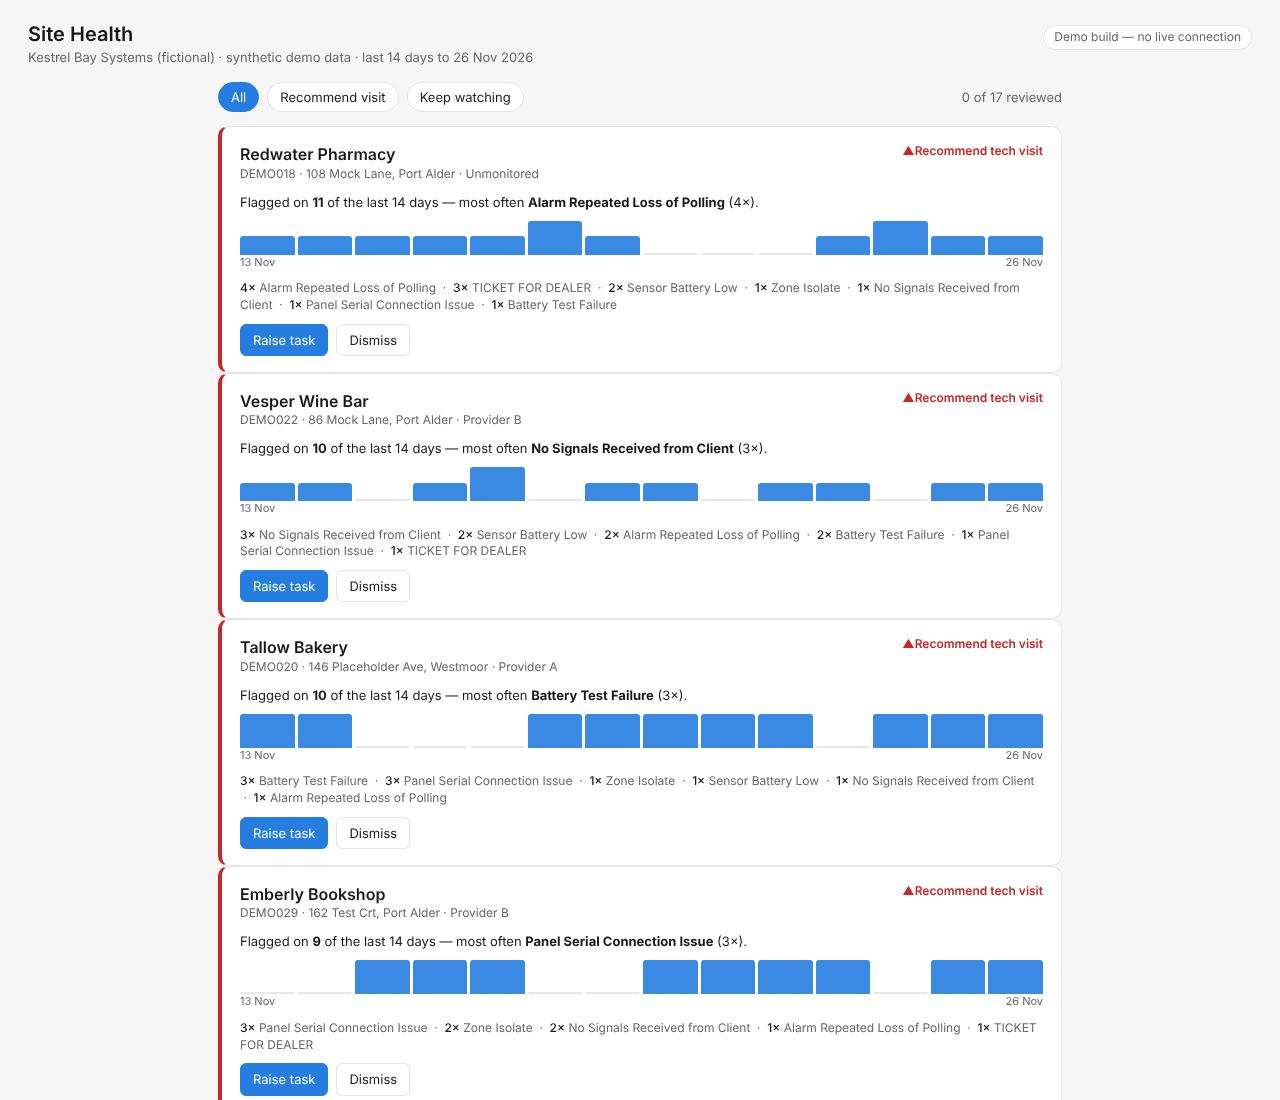 Site Health
Kestrel Bay Systems (fictional) · synthetic demo data · last 14 days to 26 Nov 2026
Demo build — no live connection
All
Recommend visit
Keep watching
0 of 17 reviewed
Redwater Pharmacy
▲Recommend tech visit
DEMO018 · 108 Mock Lane, Port Alder · Unmonitored
Flagged on 11 of the last 14 days — most often Alarm Repeated Loss of Polling (4×).
13 Nov
26 Nov
4× Alarm Repeated Loss of Polling · 3× TICKET FOR DEALER · 2× Sensor Battery Low · 1× Zone Isolate · 1× No Signals Received from
Client · 1× Panel Serial Connection Issue · 1× Battery Test Failure
Raise task
Dismiss
Vesper Wine Bar
▲Recommend tech visit
DEMO022 · 86 Mock Lane, Port Alder · Provider B
Flagged on 10 of the last 14 days — most often No Signals Received from Client (3×).
13 Nov
26 Nov
3× No Signals Received from Client · 2× Sensor Battery Low · 2× Alarm Repeated Loss of Polling · 2× Battery Test Failure · 1× Panel
Serial Connection Issue · 1× TICKET FOR DEALER
Raise task
Dismiss
Tallow Bakery
▲Recommend tech visit
DEMO020 · 146 Placeholder Ave, Westmoor · Provider A
Flagged on 10 of the last 14 days — most often Battery Test Failure (3×).
13 Nov
26 Nov
3× Battery Test Failure · 3× Panel Serial Connection Issue · 1× Zone Isolate · 1× Sensor Battery Low · 1× No Signals Received from Client
· 1× Alarm Repeated Loss of Polling
Raise task
Dismiss
Emberly Bookshop
▲Recommend tech visit
DEMO029 · 162 Test Crt, Port Alder · Provider B
Flagged on 9 of the last 14 days — most often Panel Serial Connection Issue (3×).
13 Nov
26 Nov
3× Panel Serial Connection Issue · 2× Zone Isolate · 2× No Signals Received from Client · 1× Alarm Repeated Loss of Polling · 1× TICKET
FOR DEALER
Raise task
Dismiss